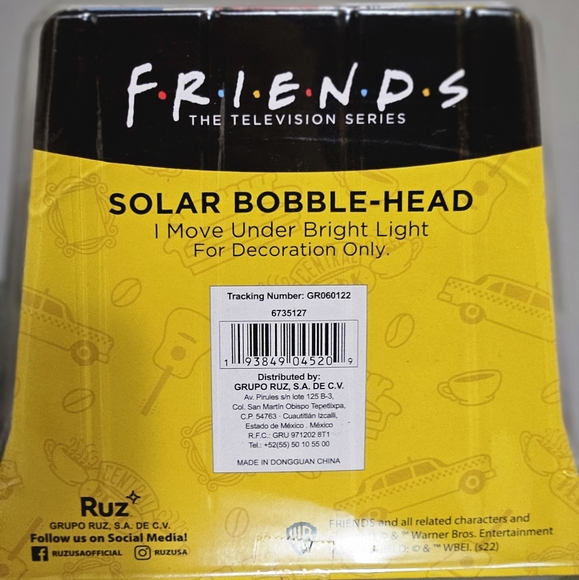 F·R·I·E·N·D·S
THE TELEVISION SERIES
SOLAR BOBBLE-HEAD
I Move Under Bright Light
For Decoration Only.
Tracking Number: GR060122
6735127
1 93849 04520 9
Distributed by:
GRUPO RUZ, S.A. DE C.V.
Av. Pirules s/n lote 125 B-3,
Col. San Martín Obispo Tepetlixpa,
C.P. 54763 · Cuautitlán Izcalli,
Estado de México . México
R.F.C.: GRU 971202 8T1
Tel.: +52(55) 50 10 55 00
MADE IN DONGGUAN CHINA
Ruz
GRUPO RUZ, S.A. DE C.V.
Follow us on Social Media!
RUZUSAOFFICIAL RUZUSA
FRIENDS and all related characters and
© & ™ Warner Bros. Entertainment
© & ™ WBEI. (s22)